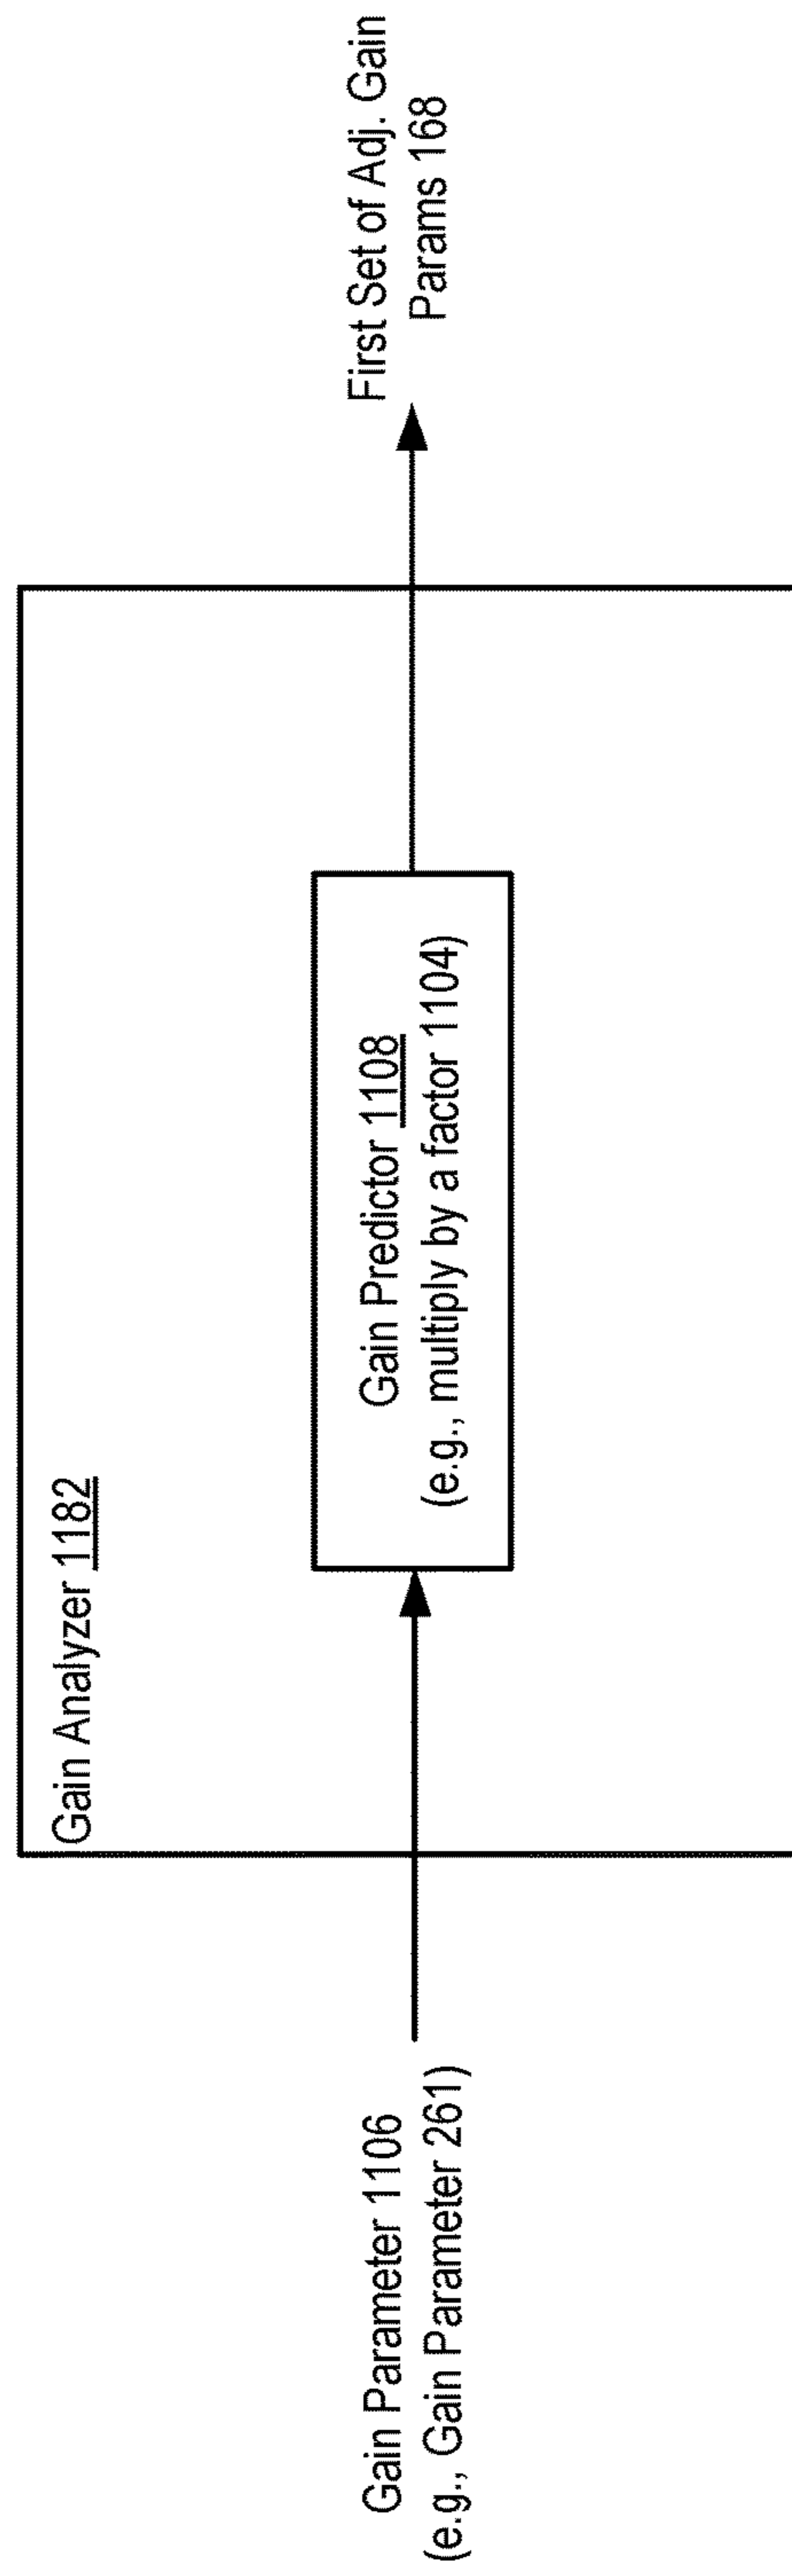 Gain Analyzer 1182
Gain Parameter 1106
(e.g., Gain Parameter 261)
Gain Predictor 1108
(e.g., multiply by a factor 1104)
First Set of Adj. Gain
Params 168